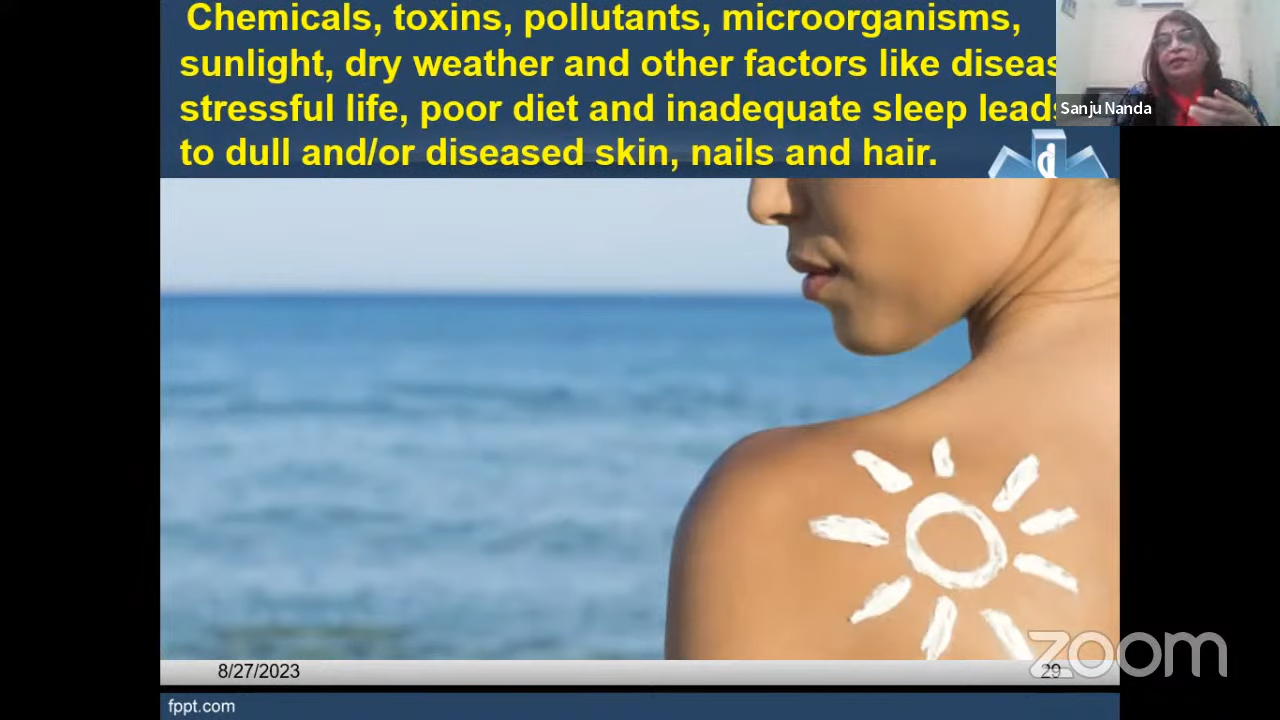 Chemicals, toxins, pollutants, microorganisms,
sunlight, dry weather and other factors like diseas
stressful life, poor diet and inadequate sleep leads
to dull and/or diseased skin, nails and hair.
Sanju Nanda
8/27/2023
29
zoom
fppt.com